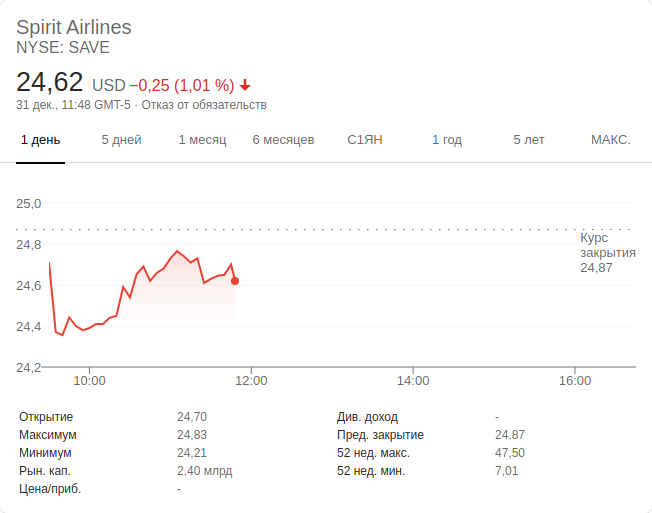 Spirit Airlines
NYSE: SAVE
24,62 USD −0,25 (1,01 %)
31 дек., 11:48 GMT-5 · Отказ от обязательств
1 день 5 дней 1 месяц 6 месяцев С1ЯН 1 год 5 лет МАКС.
25,0
24,8
24,6
24,4
24,2
Курс
закрытия
24,87
10:00 12:00 14:00 16:00
Открытие 24,70
Максимум 24,83
Минимум 24,21
Рын. кап. 2,40 млрд
Цена/приб. -
Див. доход -
Пред. закрытие 24,87
52 нед. макс. 47,50
52 нед. мин. 7,01